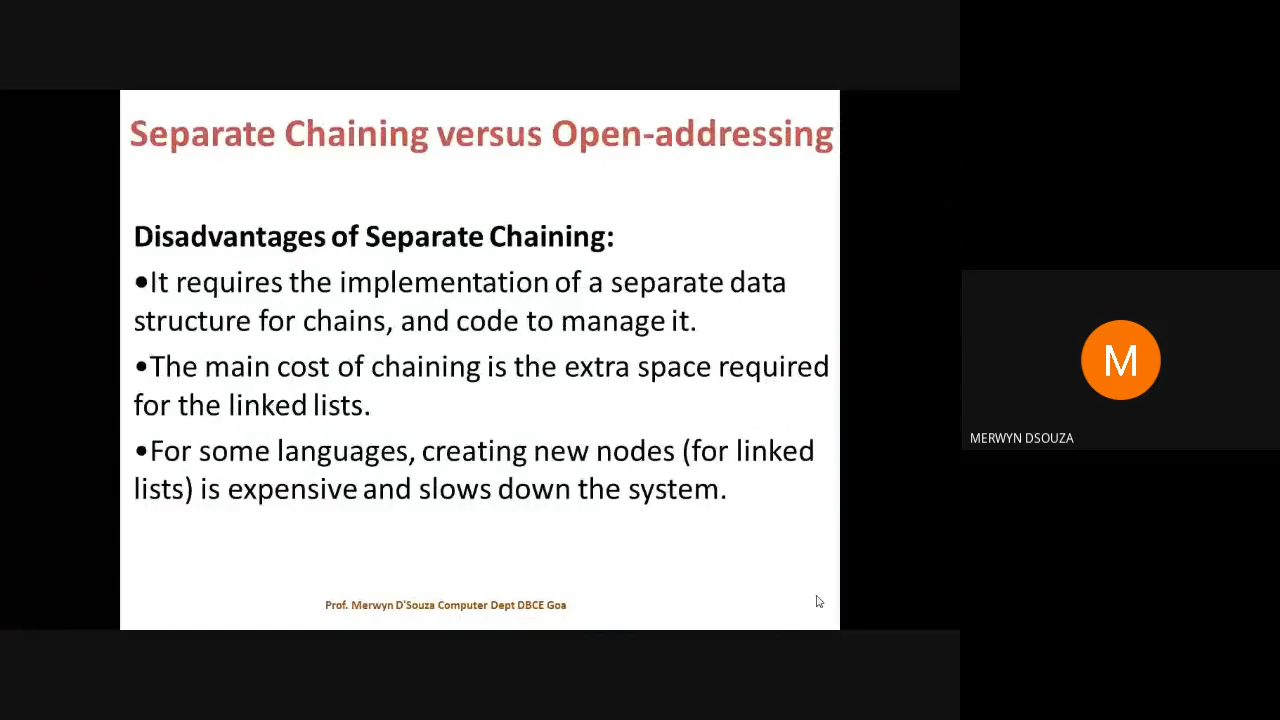 Separate Chaining versus Open-addressing
Disadvantages of Separate Chaining:
•It requires the implementation of a separate data
structure for chains, and code to manage it.
•The main cost of chaining is the extra space required
for the linked lists.
•For some languages, creating new nodes (for linked
lists) is expensive and slows down the system.
Prof. Merwyn D'Souza Computer Dept DBCE Goa
M
MERWYN DSOUZA